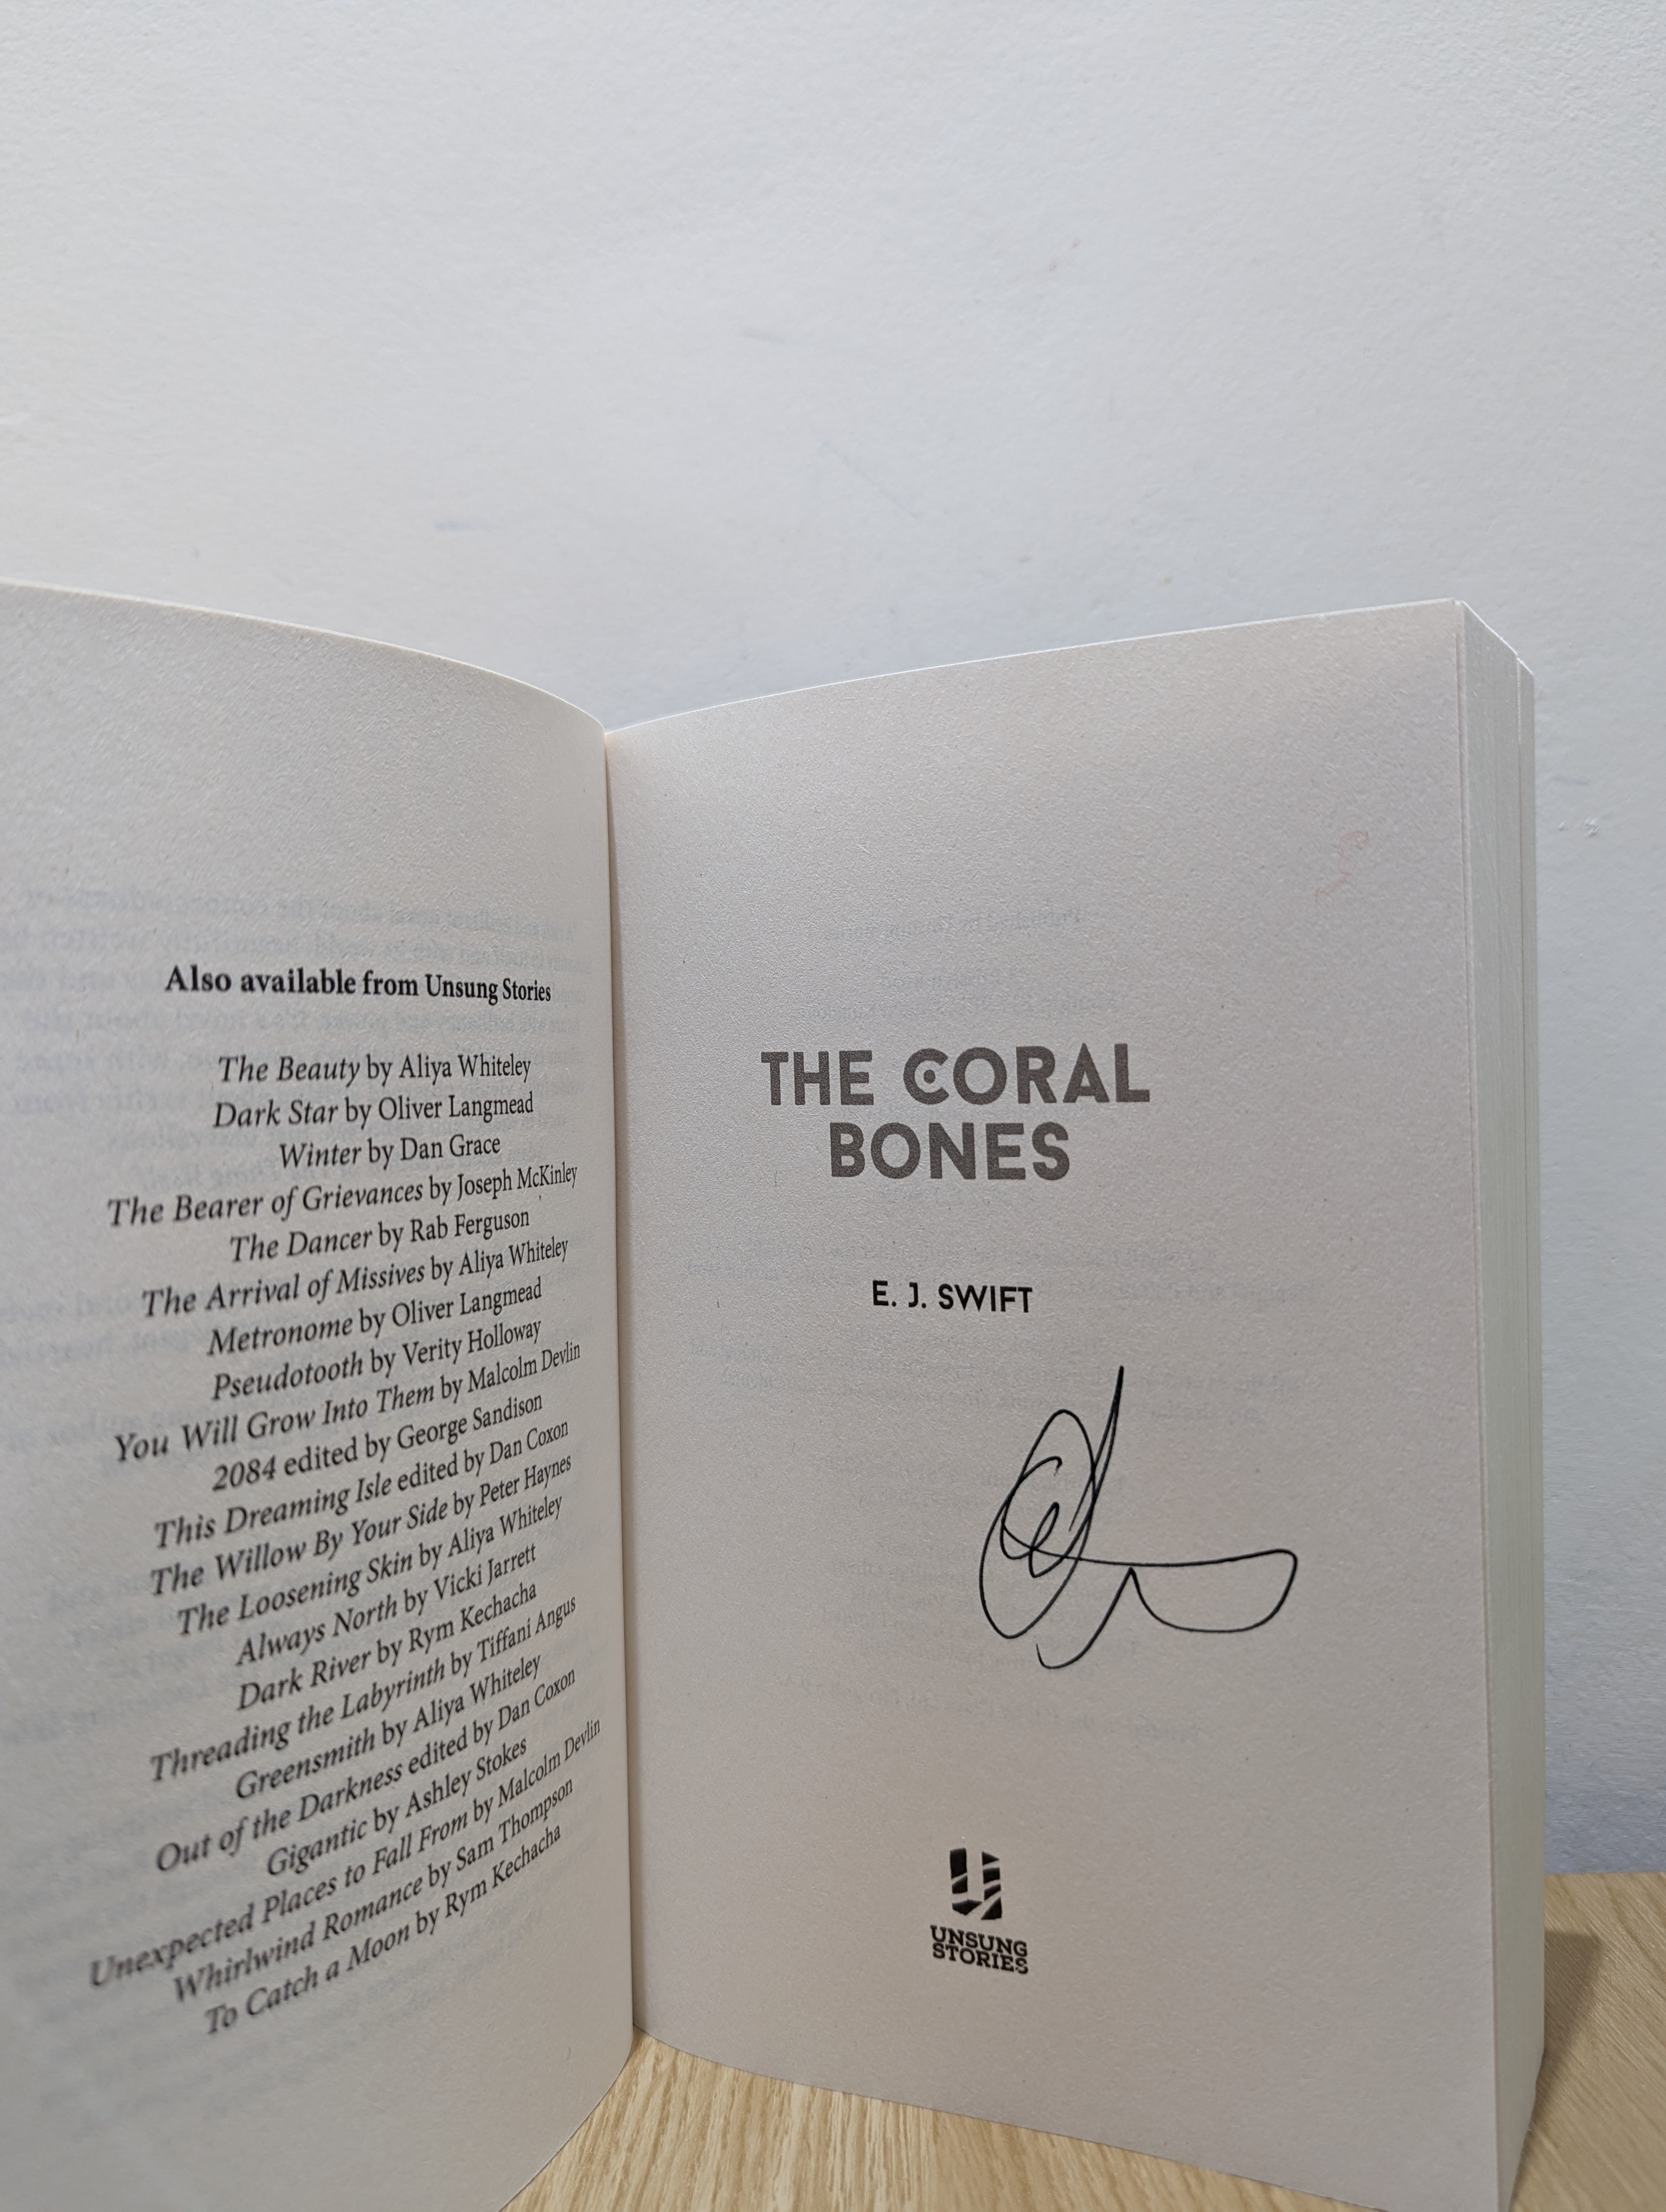 Also available from Unsung Stories
The Beauty by Aliya Whiteley
Dark Star by Oliver Langmead
Winter by Dan Grace
The Bearer of Grievances by Joseph McKinley
The Dancer by Rab Ferguson
The Arrival of Missives by Aliya Whiteley
Metronome by Oliver Langmead
Pseudotooth by Verity Holloway
You Will Grow Into Them by Malcolm Devlin
2084 edited by George Sandison
This Dreaming Isle edited by Dan Coxon
The Willow By Your Side by Peter Haynes
The Loosening Skin by Aliya Whiteley
Always North by Vicki Jarrett
Dark River by Rym Kechacha
Threading the Labyrinth by Tiffani Angus
Greensmith by Aliya Whiteley
Out of the Darkness edited by Dan Coxon
Gigantic by Ashley Stokes
Unexpected Places to Fall From by Malcolm Devlin
Whirlwind Romance by Sam Thompson
To Catch a Moon by Rym Kechacha
THE CORAL
BONES
E. J. SWIFT
UNSUNG
STORIES